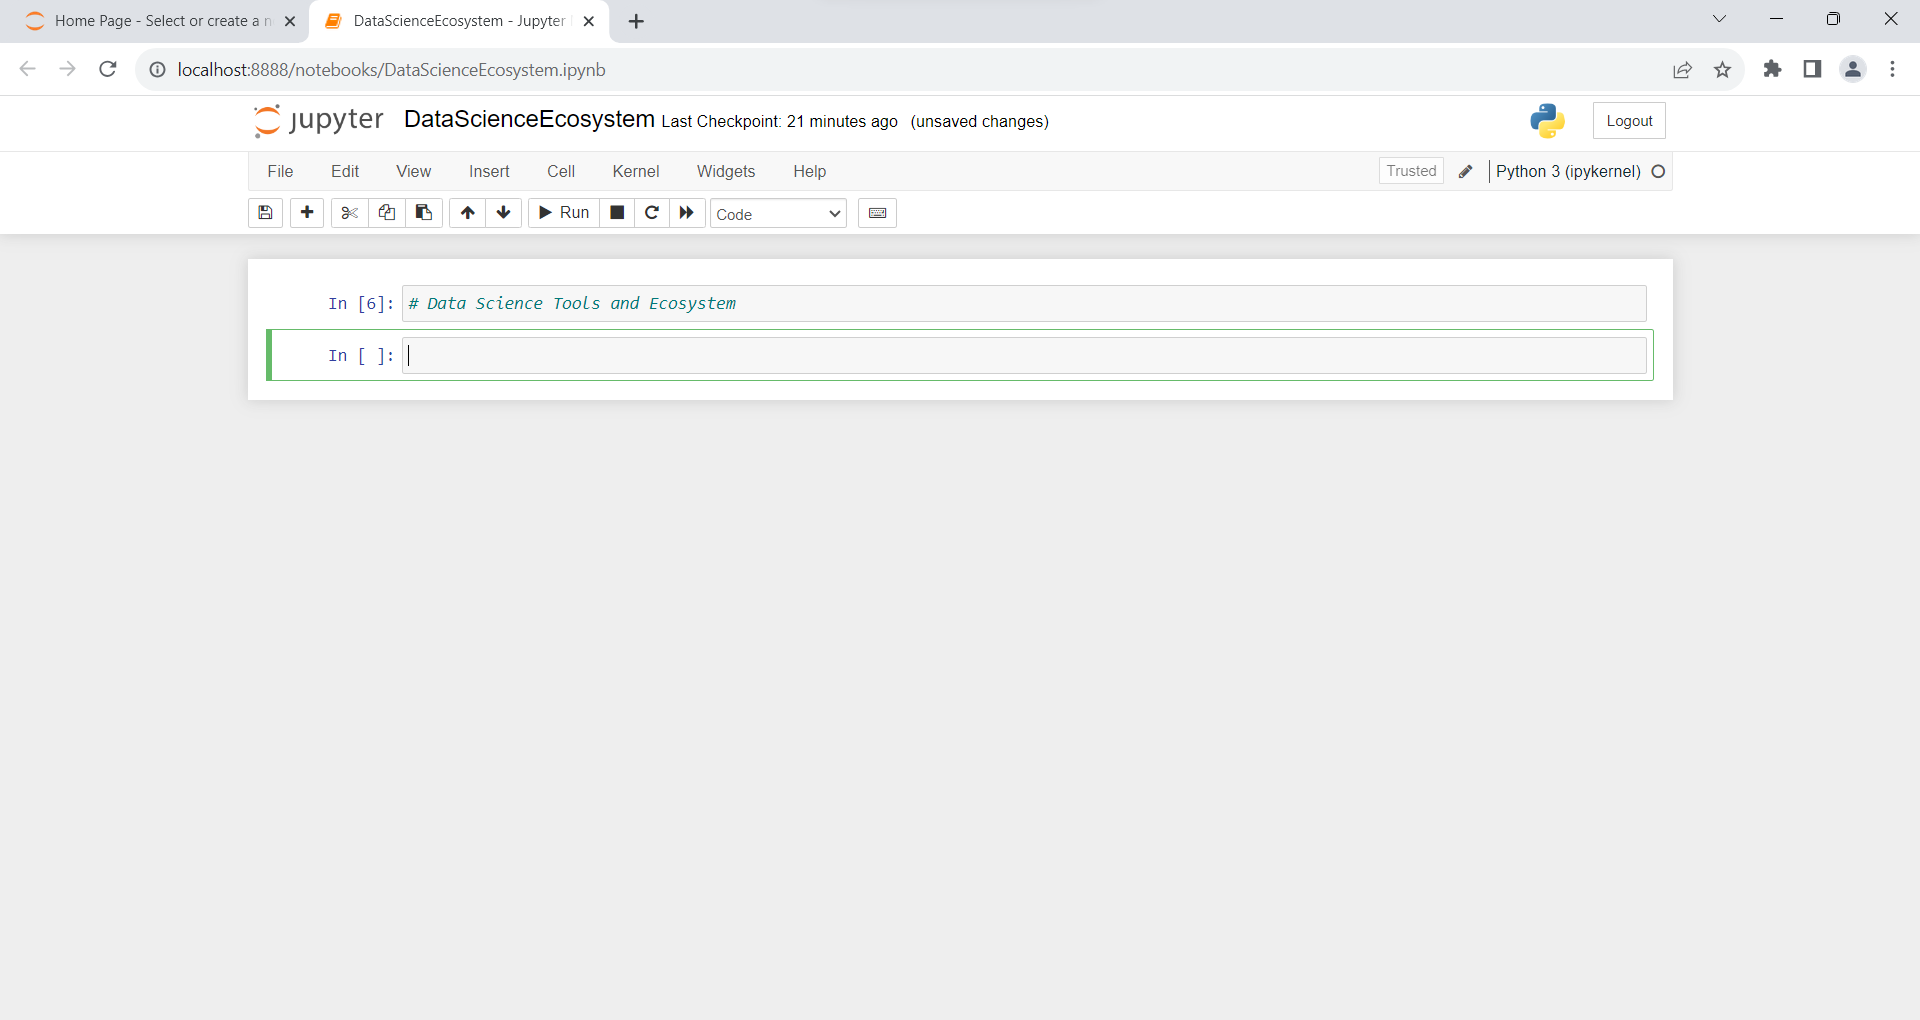 Home Page - Select or create a n
DataScienceEcosystem - Jupyter
localhost:8888/notebooks/DataScienceEcosystem.ipynb
jupyter DataScienceEcosystem Last Checkpoint: 21 minutes ago (unsaved changes) Logout
File Edit View Insert Cell Kernel Widgets Help Trusted Python 3 (ipykernel)
Run Code
In [6]: # Data Science Tools and Ecosystem
In [ ]: